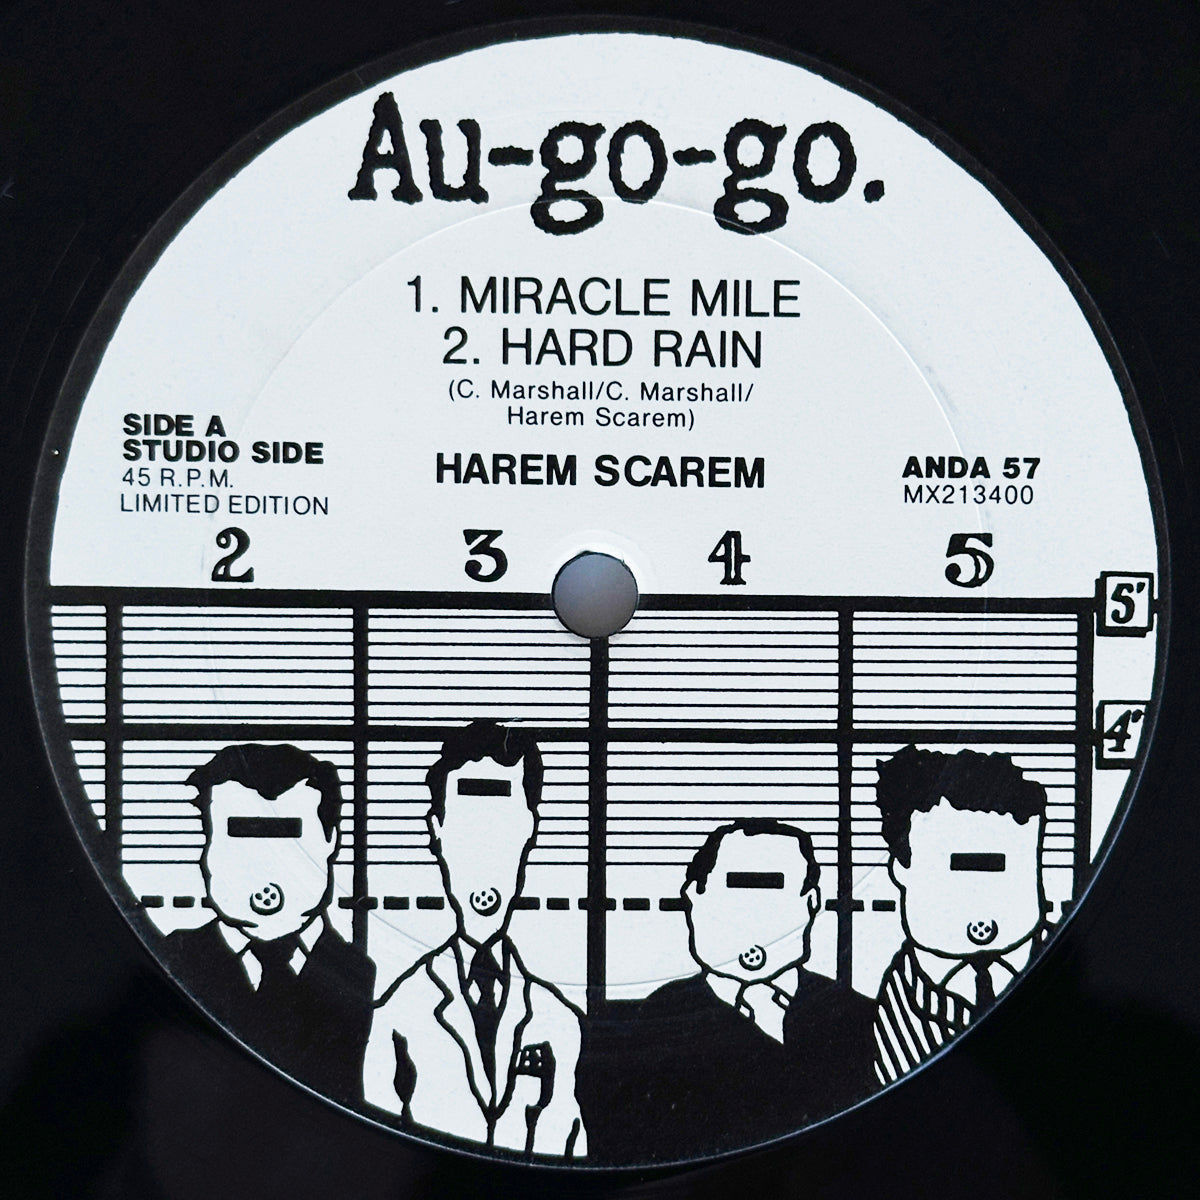 Au-go-go.
1. MIRACLE MILE
2. HARD RAIN
(C. Marshall/C. Marshall/
Harem Scarem)
SIDE A
STUDIO SIDE
45 R.P.M.
LIMITED EDITION
HAREM SCAREM
ANDA 57
MX213400
2 3 4 5
5'
4'